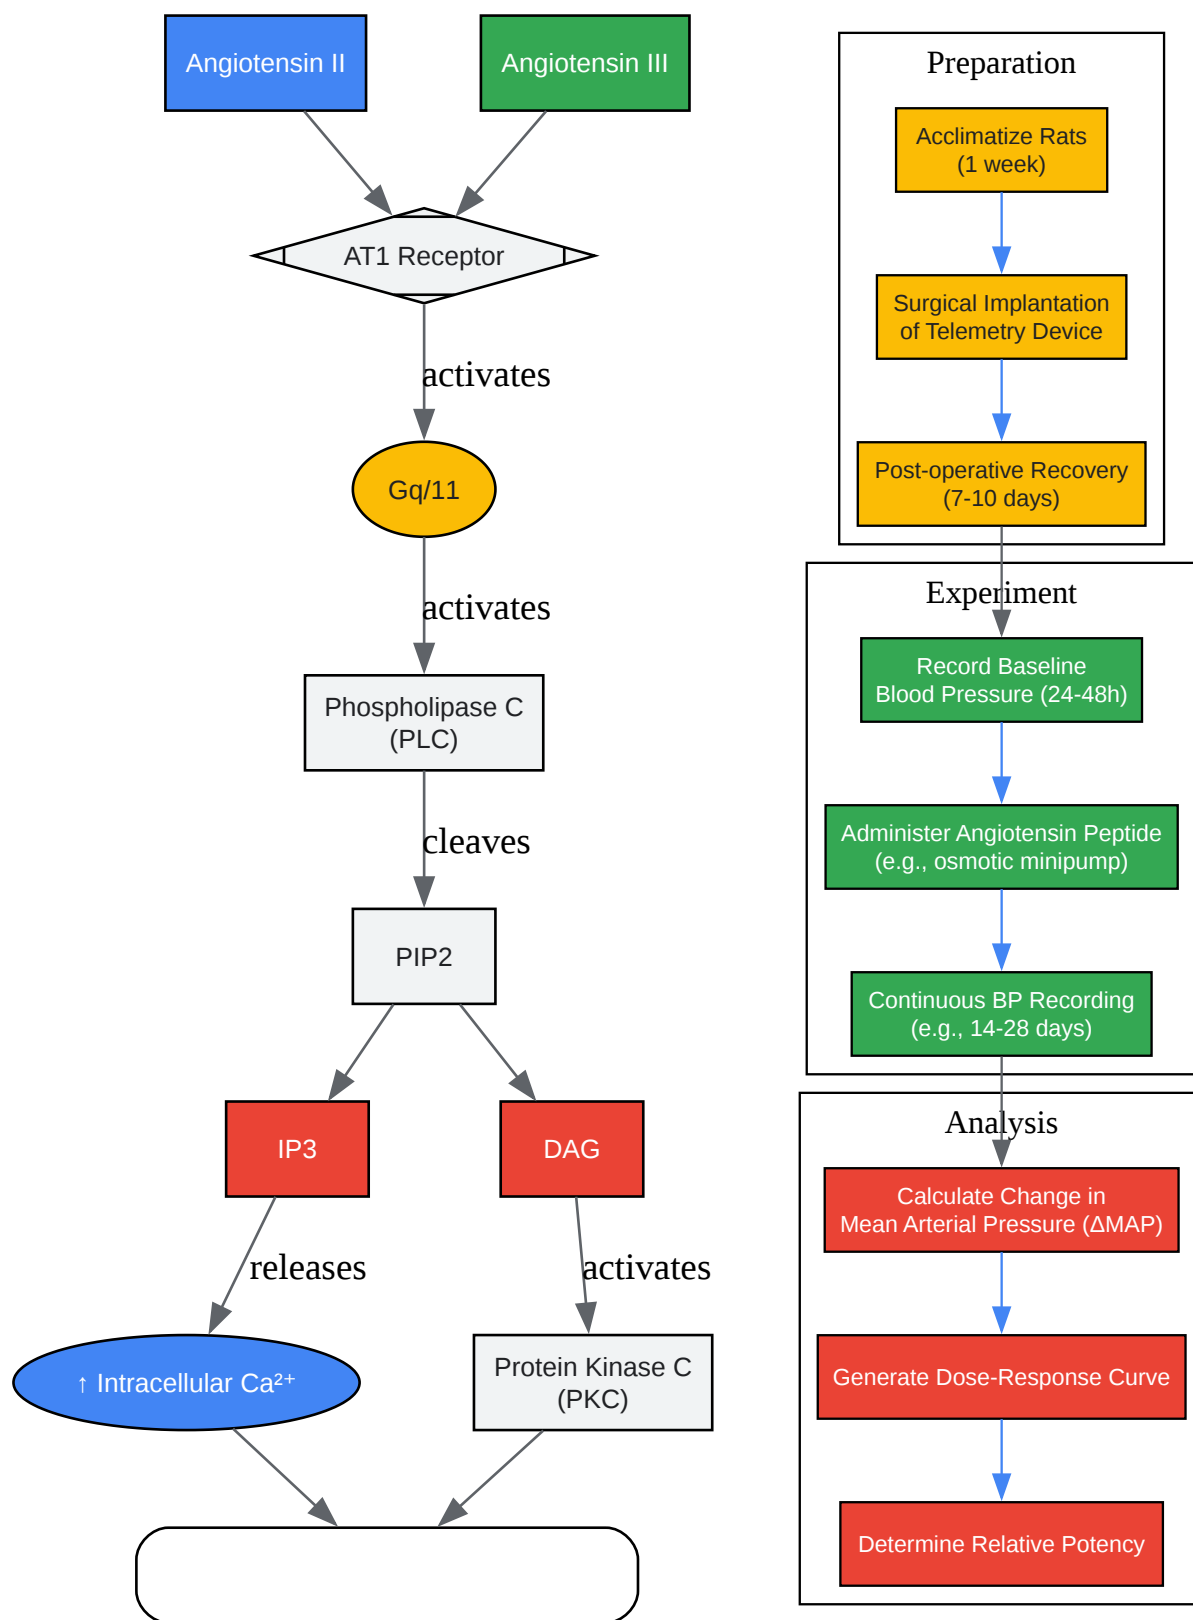 Angiotensin II
Angiotensin III
AT1 Receptor
activates
Gq/11
activates
Phospholipase C
(PLC)
cleaves
PIP2
IP3
DAG
releases
activates
↑ Intracellular Ca²⁺
Protein Kinase C
(PKC)
Preparation
Acclimatize Rats
(1 week)
Surgical Implantation
of Telemetry Device
Post-operative Recovery
(7-10 days)
Experiment
Record Baseline
Blood Pressure (24-48h)
Administer Angiotensin Peptide
(e.g., osmotic minipump)
Continuous BP Recording
(e.g., 14-28 days)
Analysis
Calculate Change in
Mean Arterial Pressure (ΔMAP)
Generate Dose-Response Curve
Determine Relative Potency